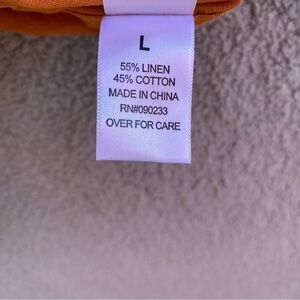 L
55% LINEN
45% COTTON
MADE IN CHINA
RN#090233
OVER FOR CARE